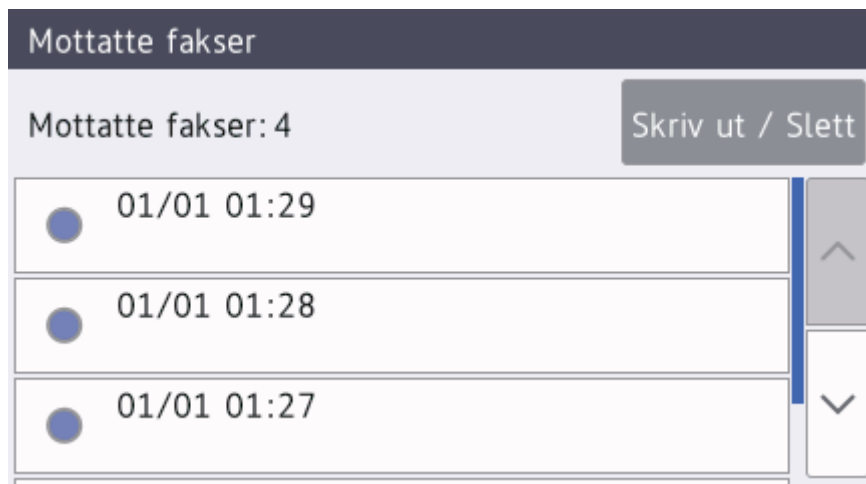 Mottatte fakser
Mottatte fakser: 4
Skriv ut / Slett
01/01 01:29
01/01 01:28
01/01 01:27